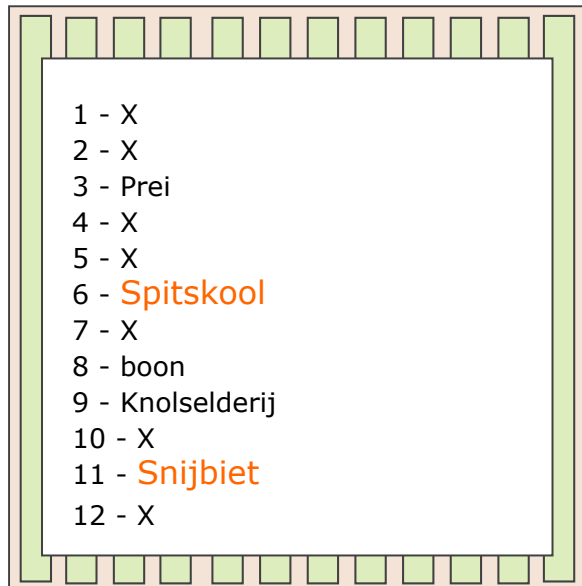 1 - X
2 - X
3 - Prei
4 - X
5 - X
6 - Spitskool
7 - X
8 - boon
9 - Knolselderij
10 - X
11 - Snijbiet
12 - X